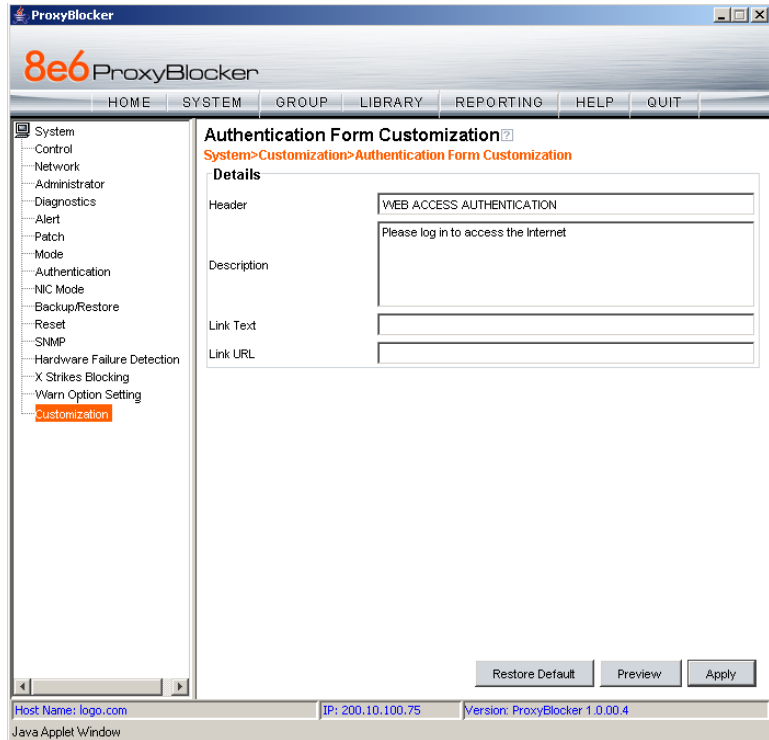 ProxyBlocker
8e6 ProxyBlocker
HOME SYSTEM GROUP LIBRARY REPORTING HELP QUIT
System
Control
Network
Administrator
Diagnostics
Alert
Patch
Mode
Authentication
NIC Mode
Backup/Restore
Reset
SNMP
Hardware Failure Detection
X Strikes Blocking
Warn Option Setting
Customization
Authentication Form Customization ?
System>Customization>Authentication Form Customization
Details
Header WEB ACCESS AUTHENTICATION
Description Please log in to access the Internet
Link Text
Link URL
Restore Default Preview Apply
Host Name: logo.com IP: 200.10.100.75 Version: ProxyBlocker 1.0.00.4
Java Applet Window